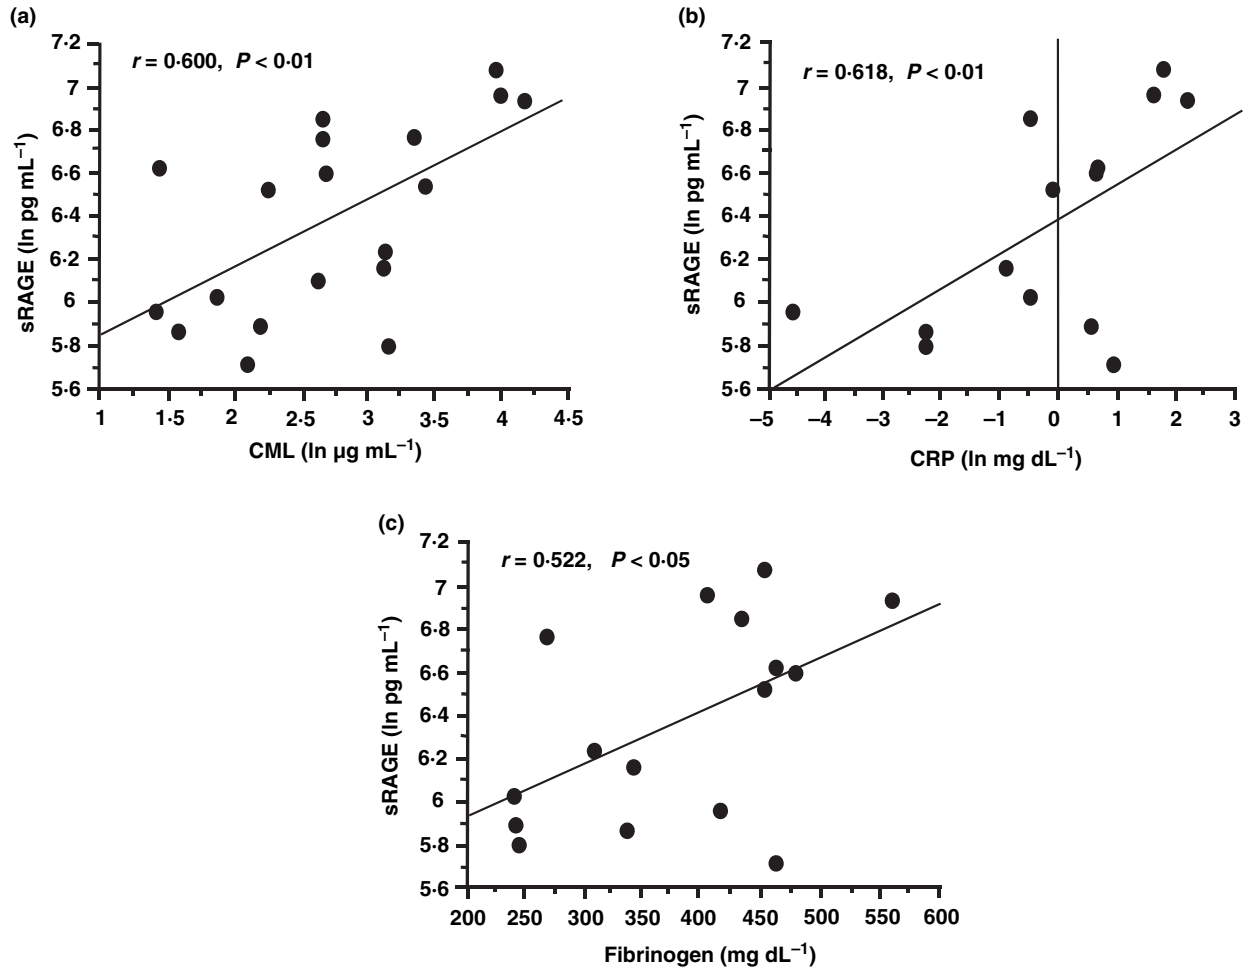 (a)
r = 0·600, P < 0·01
7·2
7
6·8
6·6
6·4
6·2
6
5·8
5·6
sRAGE (ln pg mL⁻¹)
1 1·5 2 2·5 3 3·5 4 4·5
CML (ln µg mL⁻¹)
(b)
r = 0·618, P < 0·01
7·2
7
6·8
6·6
6·4
6·2
6
5·8
5·6
sRAGE (ln pg mL⁻¹)
–5 –4 –3 –2 –1 0 1 2 3
CRP (ln mg dL⁻¹)
(c)
r = 0·522, P < 0·05
7·2
7
6·8
6·6
6·4
6·2
6
5·8
5·6
sRAGE (ln pg mL⁻¹)
200 250 300 350 400 450 500 550 600
Fibrinogen (mg dL⁻¹)